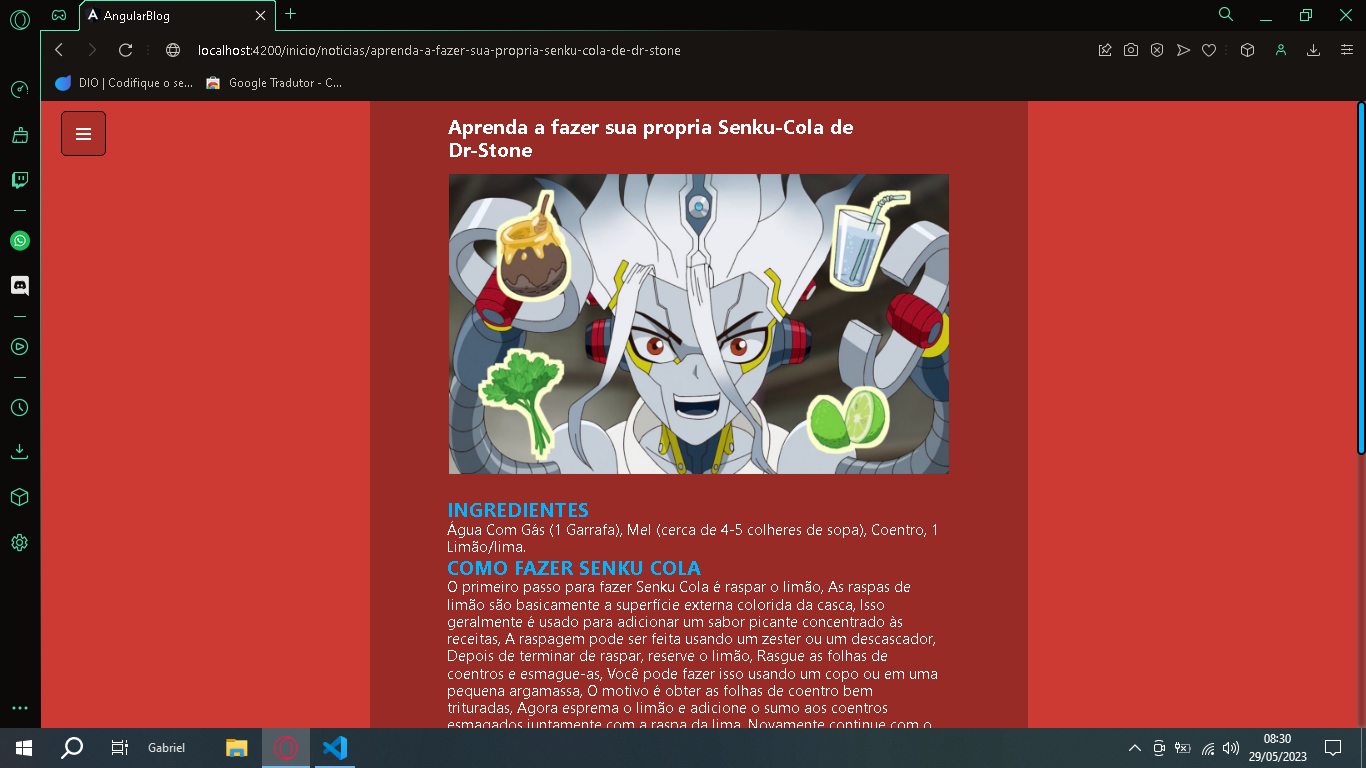 AngularBlog
localhost:4200/inicio/noticias/aprenda-a-fazer-sua-propria-senku-cola-de-dr-stone
DIO | Codifique o se... Google Tradutor - C...
Aprenda a fazer sua propria Senku-Cola de
Dr-Stone
INGREDIENTES
Água Com Gás (1 Garrafa), Mel (cerca de 4-5 colheres de sopa), Coentro, 1
Limão/lima.
COMO FAZER SENKU COLA
O primeiro passo para fazer Senku Cola é raspar o limão, As raspas de
limão são basicamente a superfície externa colorida da casca, Isso
geralmente é usado para adicionar um sabor picante concentrado às
receitas, A raspagem pode ser feita usando um zester ou um descascador,
Depois de terminar de raspar, reserve o limão, Rasgue as folhas de
coentros e esmague-as, Você pode fazer isso usando um copo ou em uma
pequena argamassa, O motivo é obter as folhas de coentro bem
trituradas, Agora esprema o limão e adicione o sumo aos coentros
esmagados juntamente com a raspa da lima, Novamente continue com o
Gabriel
08:30
29/05/2023